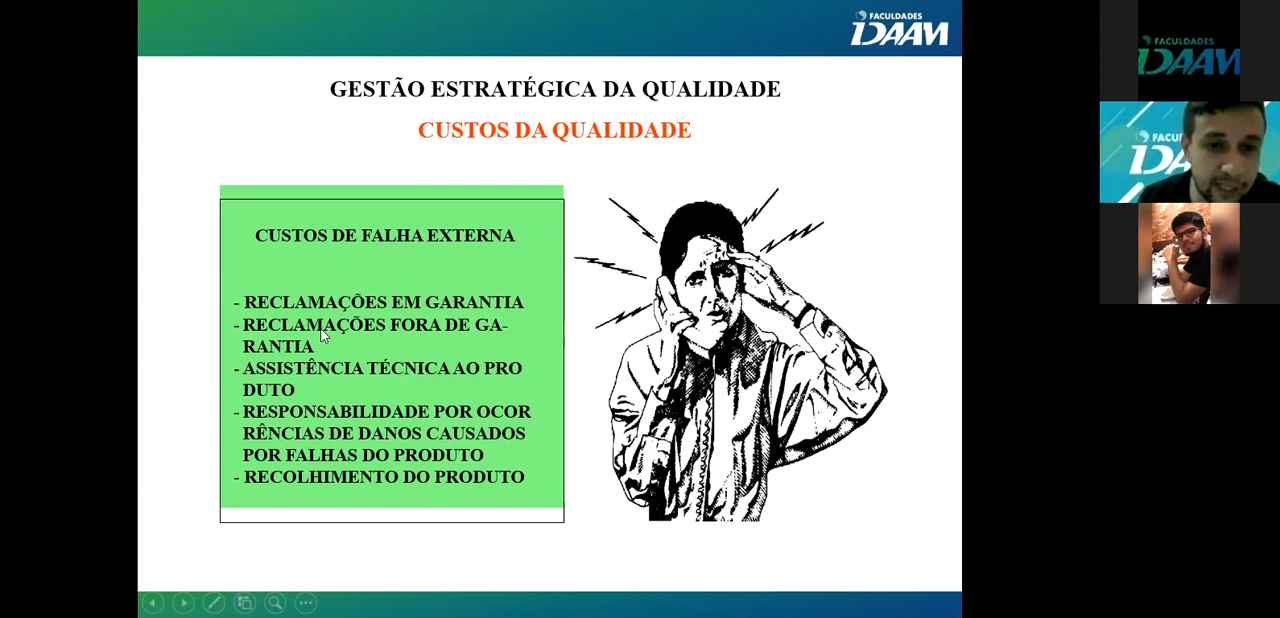 FACULDADES
IDAAM
GESTÃO ESTRATÉGICA DA QUALIDADE
CUSTOS DA QUALIDADE
CUSTOS DE FALHA EXTERNA
- RECLAMAÇÕES EM GARANTIA
- RECLAMAÇÕES FORA DE GA-
RANTIA
- ASSISTÊNCIA TÉCNICA AO PRO
DUTO
- RESPONSABILIDADE POR OCOR
RÊNCIAS DE DANOS CAUSADOS
POR FALHAS DO PRODUTO
- RECOLHIMENTO DO PRODUTO
FACULDADES
IDAAM